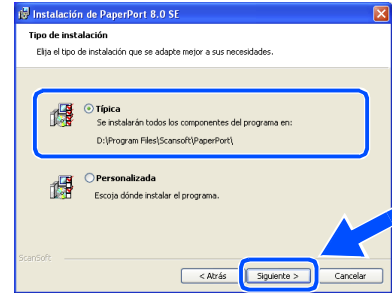 Instalación de PaperPort 8.0 SE
Tipo de instalación
Elija el tipo de instalación que se adapte mejor a sus necesidades.
Típica
Se instalarán todos los componentes del programa en:
D:\Program Files\Scansoft\PaperPort\
Personalizada
Escoja dónde instalar el programa.
ScanSoft
< Atrás
Siguiente >
Cancelar